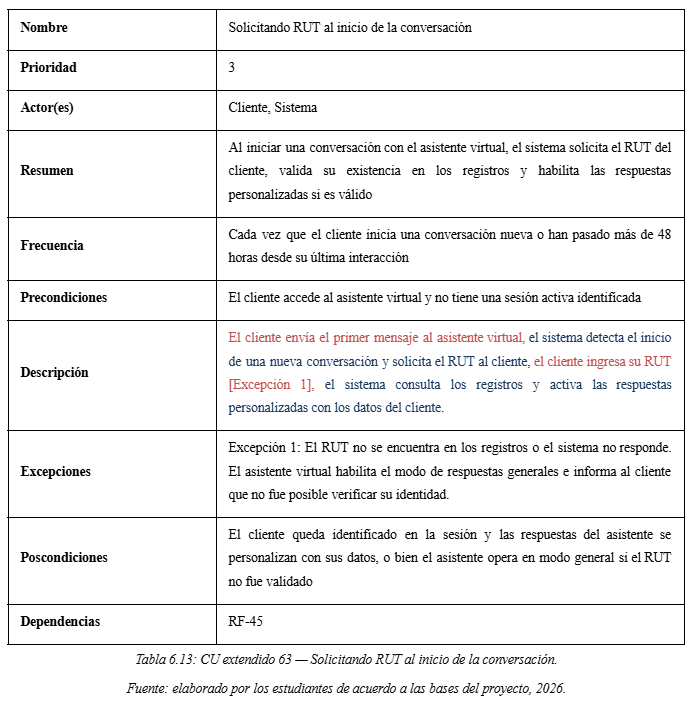 Nombre
Solicitando RUT al inicio de la conversación
Prioridad
3
Actor(es)
Cliente, Sistema
Resumen
Al iniciar una conversación con el asistente virtual, el sistema solicita el RUT del
cliente, valida su existencia en los registros y habilita las respuestas
personalizadas si es válido
Frecuencia
Cada vez que el cliente inicia una conversación nueva o han pasado más de 48
horas desde su última interacción
Precondiciones
El cliente accede al asistente virtual y no tiene una sesión activa identificada
Descripción
El cliente envía el primer mensaje al asistente virtual, el sistema detecta el inicio
de una nueva conversación y solicita el RUT al cliente, el cliente ingresa su RUT
[Excepción 1], el sistema consulta los registros y activa las respuestas
personalizadas con los datos del cliente.
Excepciones
Excepción 1: El RUT no se encuentra en los registros o el sistema no responde.
El asistente virtual habilita el modo de respuestas generales e informa al cliente
que no fue posible verificar su identidad.
Poscondiciones
El cliente queda identificado en la sesión y las respuestas del asistente se
personalizan con sus datos, o bien el asistente opera en modo general si el RUT
no fue validado
Dependencias
RF-45
Tabla 6.13: CU extendido 63 — Solicitando RUT al inicio de la conversación.
Fuente: elaborado por los estudiantes de acuerdo a las bases del proyecto, 2026.